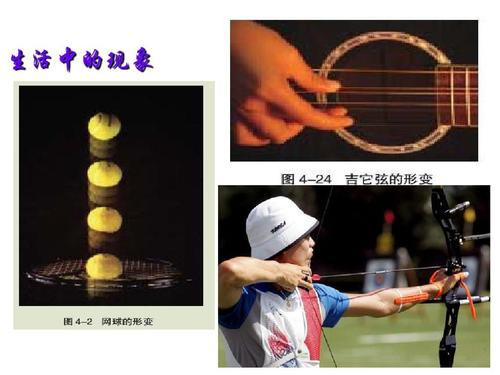 生活中的现象
图 4-24 吉它弦的形变
图 4-2 网球的形变